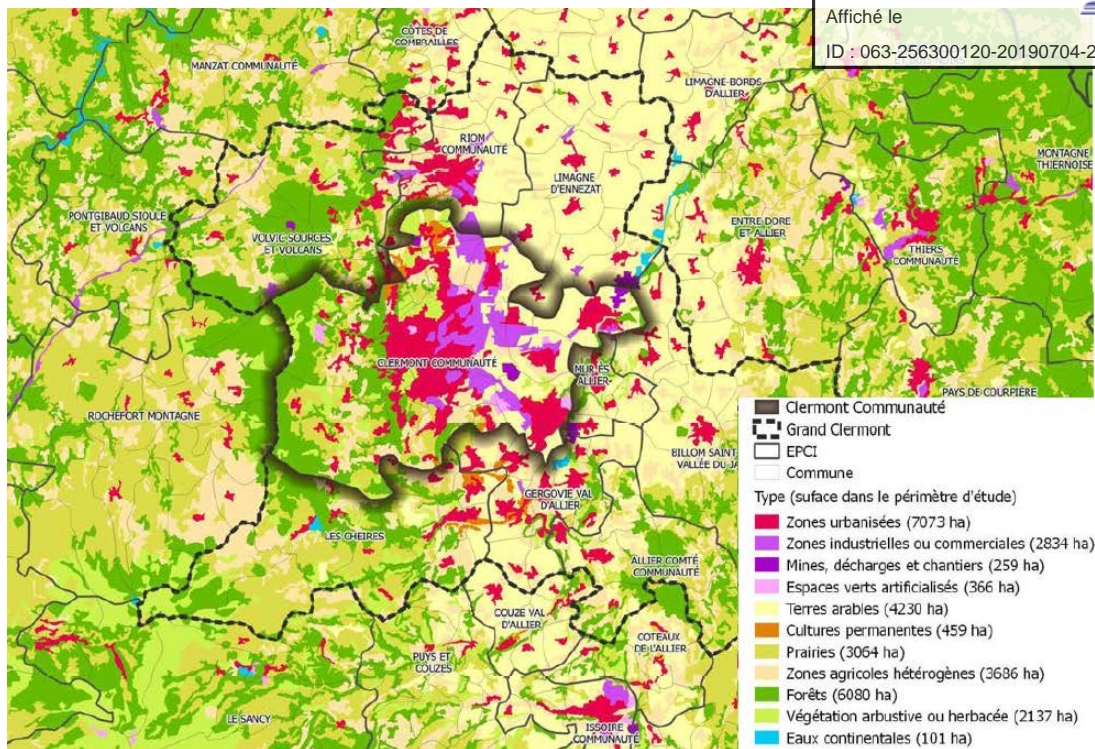 Affiché le
ID : 063-256300120-20190704-2
CÔTES DE
COMBRAILLES
MANZAT COMMUNAUTÉ
LIMAGNE-BORDS
D'ALLIER
RIOM
COMMUNAUTÉ
MONTAGNE
THIERNOISE
LIMAGNE
D'ENNEZAT
PONTGIBAUD SIOULE
ET VOLCANS
VOLVIC SOURCES
ET VOLCANS
ENTRE DORE
ET ALLIER
THIERS
COMMUNAUTÉ
CLERMONT COMMUNAUTÉ
MUR ES
ALLIER
ROCHEFORT MONTAGNE
PAYS DE COURPIÈRE
BILLOM SAINT
VALLÉE DU JA
GERGOVIE VAL
D'ALLIER
LES CHEIRES
ALLIER COMTÉ
COMMUNAUTÉ
COUZE VAL
D'ALLIER
COTEAUX
DE L'ALLIER
PUYS ET
COUZES
LE SANCY
ISSOIRE
COMMUNAUTÉ
Clermont Communauté
Grand Clermont
EPCI
Commune
Type (suface dans le périmètre d'étude)
Zones urbanisées (7073 ha)
Zones industrielles ou commerciales (2834 ha)
Mines, décharges et chantiers (259 ha)
Espaces verts artificialisés (366 ha)
Terres arables (4230 ha)
Cultures permanentes (459 ha)
Prairies (3064 ha)
Zones agricoles hétérogènes (3686 ha)
Forêts (6080 ha)
Végétation arbustive ou herbacée (2137 ha)
Eaux continentales (101 ha)